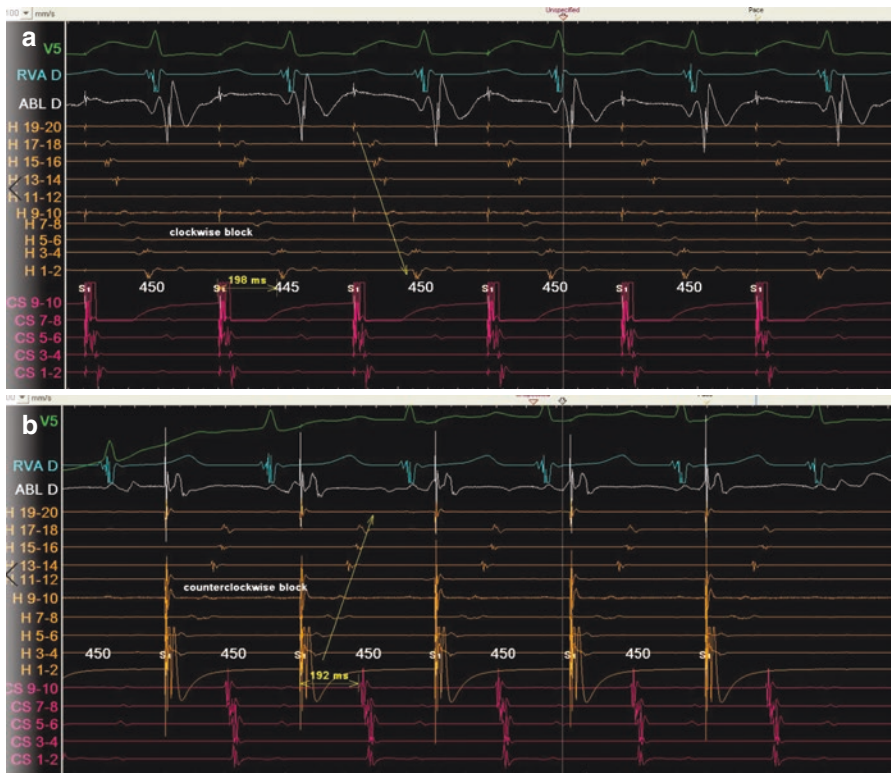 100 mm/s Unspecified Pace
a
V5
RVA D
ABL D
H 19-20
H 17-18
H 15-16
H 13-14
H 11-12
H 9-10
H 7-8
clockwise block
H 5-6
H 3-4
H 1-2
198 ms
S1 450 S1 445 S1 450 S1 450 S1 450 S1
CS 9-10
CS 7-8
CS 5-6
CS 3-4
CS 1-2
mm/s
b
V5
RVA D
ABL D
H 19-20
H 17-18
H 15-16
H 13-14
H 11-12
counterclockwise block
H 9-10
H 7-8
H 5-6
450 S1 450 S1 450 S1 450 S1 450 S1
H 3-4
H 1-2
192 ms
CS 9-10
CS 7-8
CS 5-6
CS 3-4
CS 1-2